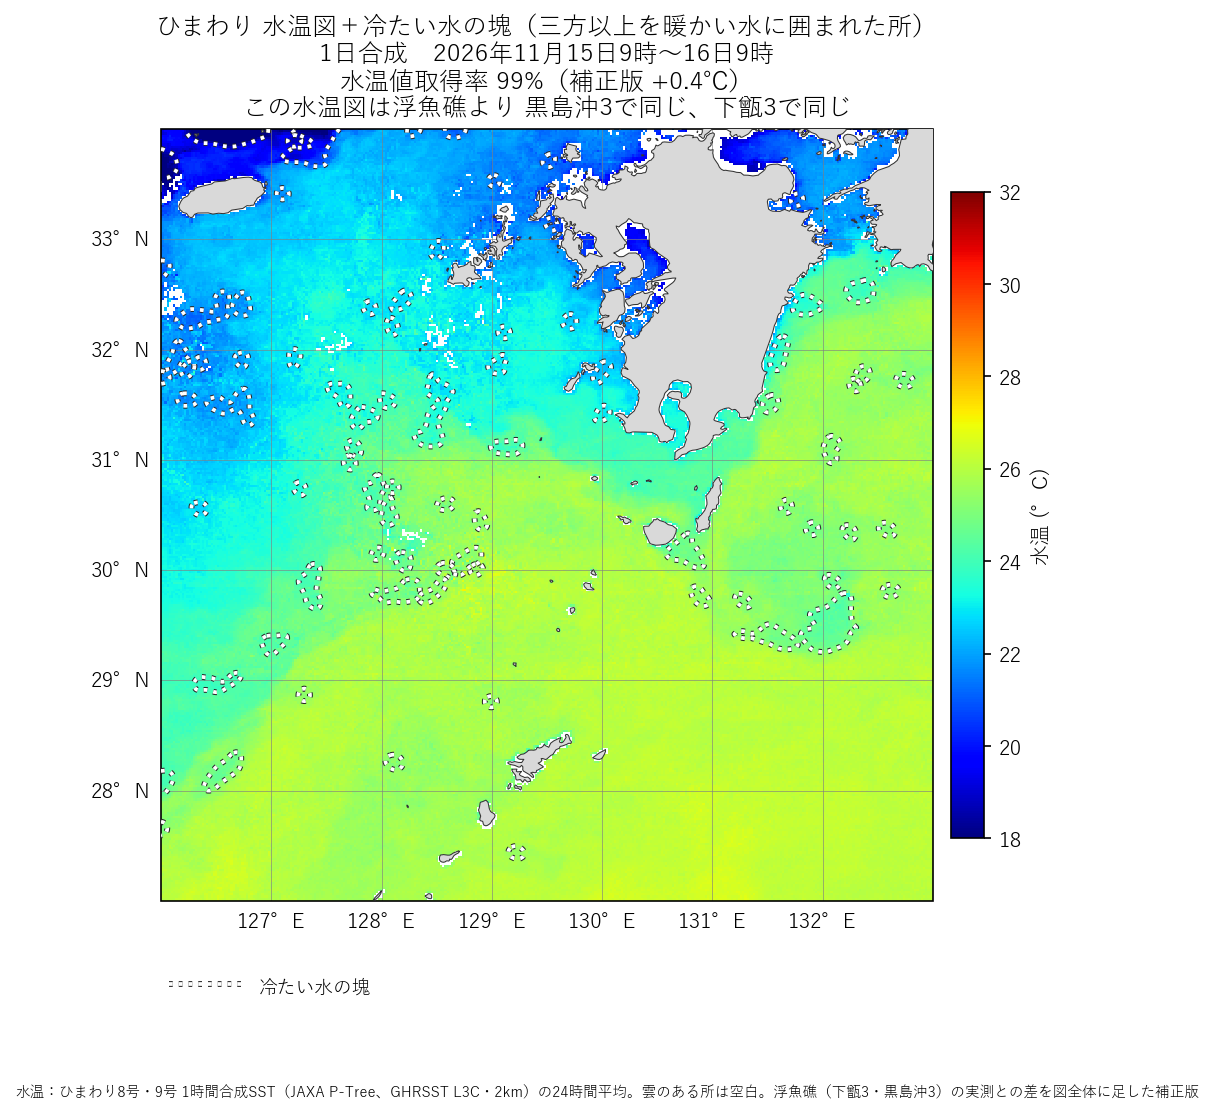 ひまわり 水温図＋冷たい水の塊（三方以上を暖かい水に囲まれた所）
1日合成　2026年11月15日9時～16日9時
水温値取得率 99%（補正版 +0.4℃）
この水温図は浮魚礁より 黒島沖3で同じ、下甑3で同じ
33° N
32° N
31° N
30° N
29° N
28° N
127° E
128° E
129° E
130° E
131° E
132° E
32
30
28
26
24
22
20
18
水温 (° C)
冷たい水の塊
水温：ひまわり8号・9号 1時間合成SST（JAXA P-Tree、GHRSST L3C・2km）の24時間平均。雲のある所は空白。浮魚礁（下甑3・黒島沖3）の実測との差を図全体に足した補正版